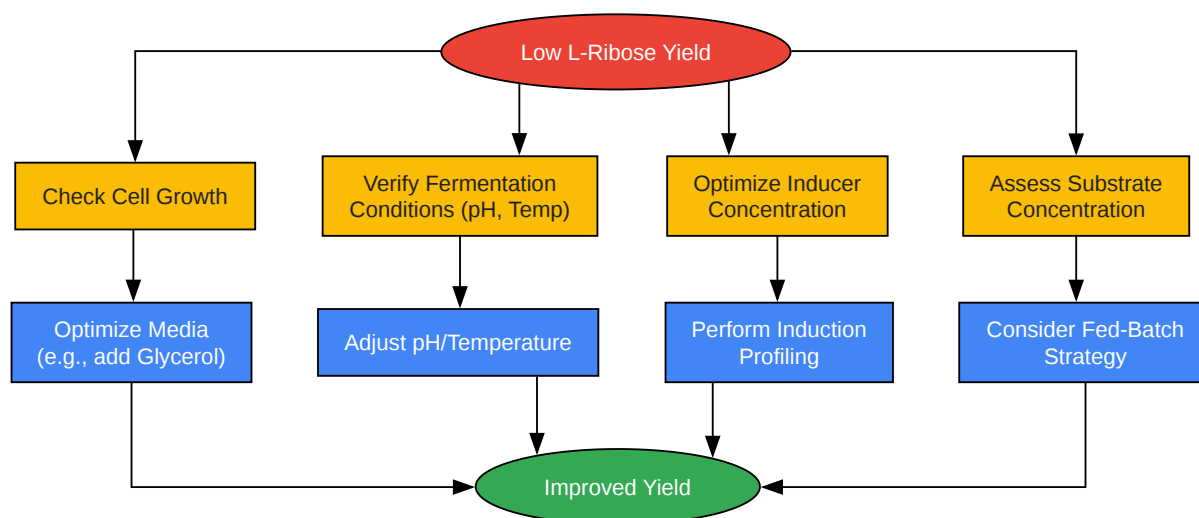 Low L-Ribose Yield
Check Cell Growth
Verify Fermentation
Conditions (pH, Temp)
Optimize Inducer
Concentration
Assess Substrate
Concentration
Optimize Media
(e.g., add Glycerol)
Adjust pH/Temperature
Perform Induction
Profiling
Consider Fed-Batch
Strategy
Improved Yield